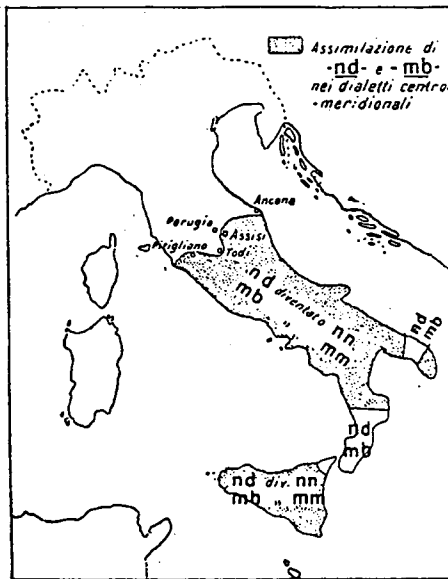 Assimilazione di
-nd- e -mb-
nei dialetti centro
-meridionali
Ancona
Perugia
Assisi
Pitigliano
Todi
nd diventato nn
mb „ mm
nd
mb
nd
mb
nd div. nn
mb „ mm